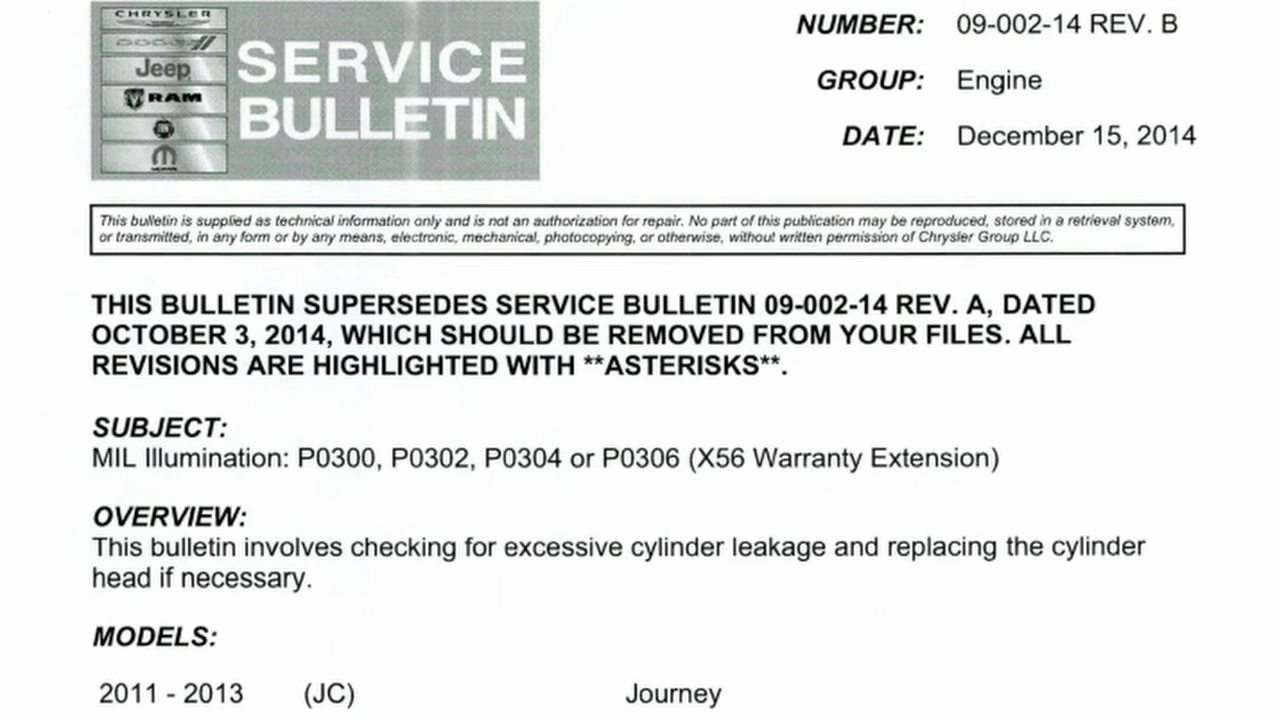 CHRYSLER
DODGE
Jeep
RAM
SERVICE
BULLETIN
NUMBER: 09-002-14 REV. B
GROUP: Engine
DATE: December 15, 2014
This bulletin is supplied as technical information only and is not an authorization for repair. No part of this publication may be reproduced, stored in a retrieval system,
or transmitted, in any form or by any means, electronic, mechanical, photocopying, or otherwise, without written permission of Chrysler Group LLC.
THIS BULLETIN SUPERSEDES SERVICE BULLETIN 09-002-14 REV. A, DATED
OCTOBER 3, 2014, WHICH SHOULD BE REMOVED FROM YOUR FILES. ALL
REVISIONS ARE HIGHLIGHTED WITH **ASTERISKS**.
SUBJECT:
MIL Illumination: P0300, P0302, P0304 or P0306 (X56 Warranty Extension)
OVERVIEW:
This bulletin involves checking for excessive cylinder leakage and replacing the cylinder
head if necessary.
MODELS:
2011 - 2013 (JC) Journey